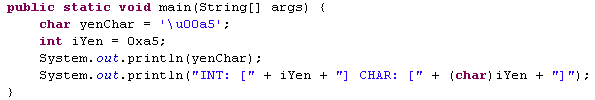 public static void main(String[] args) {
    char yenChar = '\u00a5';
    int iYen = 0xa5;
    System.out.println(yenChar);
    System.out.println("INT: [" + iYen + "] CHAR: [" + (char)iYen + "]");
}